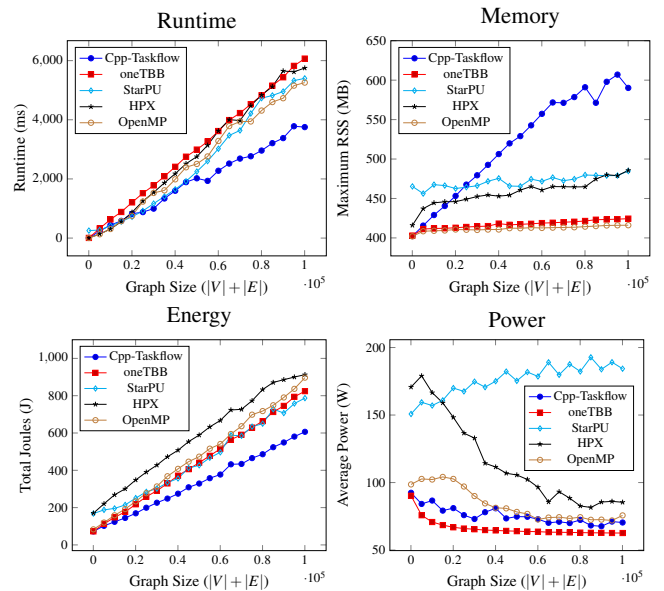 Runtime
6,000
4,000
2,000
0
Runtime (ms)
Cpp-Taskflow
oneTBB
StarPU
HPX
OpenMP
0 0.2 0.4 0.6 0.8 1
Graph Size (|V| + |E|)
·10⁵
Memory
650
600
550
500
450
400
Maximum RSS (MB)
Cpp-Taskflow
oneTBB
StarPU
HPX
OpenMP
0 0.2 0.4 0.6 0.8 1
Graph Size (|V| + |E|)
·10⁵
Energy
1,000
800
600
400
200
0
Total Joules (J)
Cpp-Taskflow
oneTBB
StarPU
HPX
OpenMP
0 0.2 0.4 0.6 0.8 1
Graph Size (|V| + |E|)
·10⁵
Power
200
150
100
50
Average Power (W)
Cpp-Taskflow
oneTBB
StarPU
HPX
OpenMP
0 0.2 0.4 0.6 0.8 1
Graph Size (|V| + |E|)
·10⁵